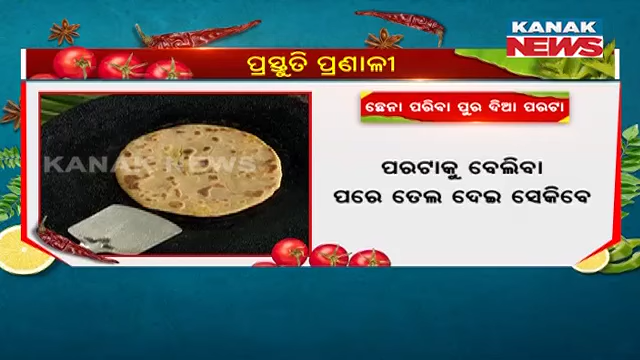 KANAK
NEWS
ପ୍ରସ୍ତୁତି ପ୍ରଣାଳୀ
ଛେନା ପରିବା ପୁର ଦିଆ ପରଟା
KANAK NEWS
ପରଟାକୁ ବେଲିବା
ପରେ ତେଲ ଦେଇ ସେକିବେ